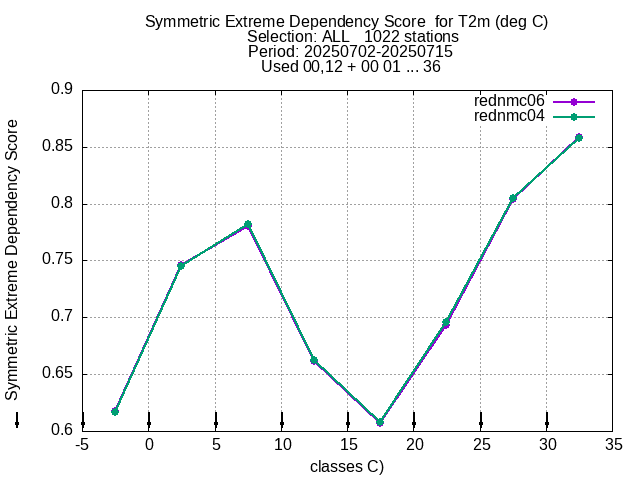 Symmetric Extreme Dependency Score  for T2m (deg C)
Selection: ALL   1022 stations
Period: 20250702-20250715
Used 00,12 + 00 01 ... 36
rednmc06
rednmc04
Symmetric Extreme Dependency Score
0.9
0.85
0.8
0.75
0.7
0.65
0.6
-5 0 5 10 15 20 25 30 35
classes C)